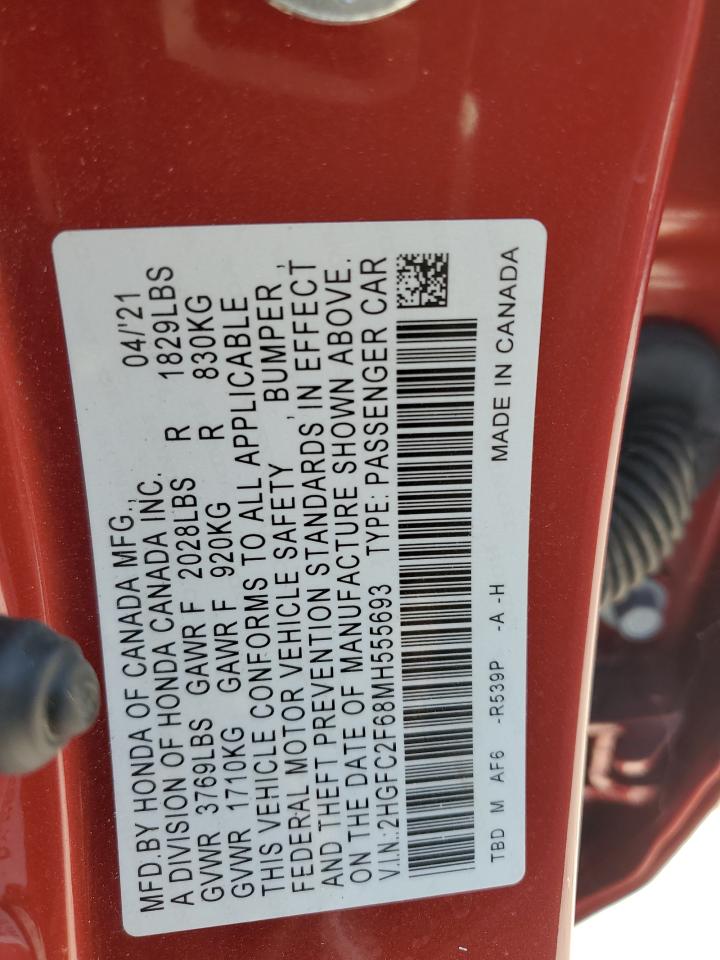 MFD.BY HONDA OF CANADA MFG., 04/'21
A DIVISION OF HONDA CANADA INC.
GVWR 3769LBS GAWR F 2028LBS R 1829LBS
GVWR 1710KG GAWR F 920KG R 830KG
THIS VEHICLE CONFORMS TO ALL APPLICABLE
FEDERAL MOTOR VEHICLE SAFETY , BUMPER ,
AND THEFT PREVENTION STANDARDS IN EFFECT
ON THE DATE OF MANUFACTURE SHOWN ABOVE.
V.I.N.:2HGFC2F68MH555693 TYPE: PASSENGER CAR
TBD M AF6 -R539P -A -H MADE IN CANADA